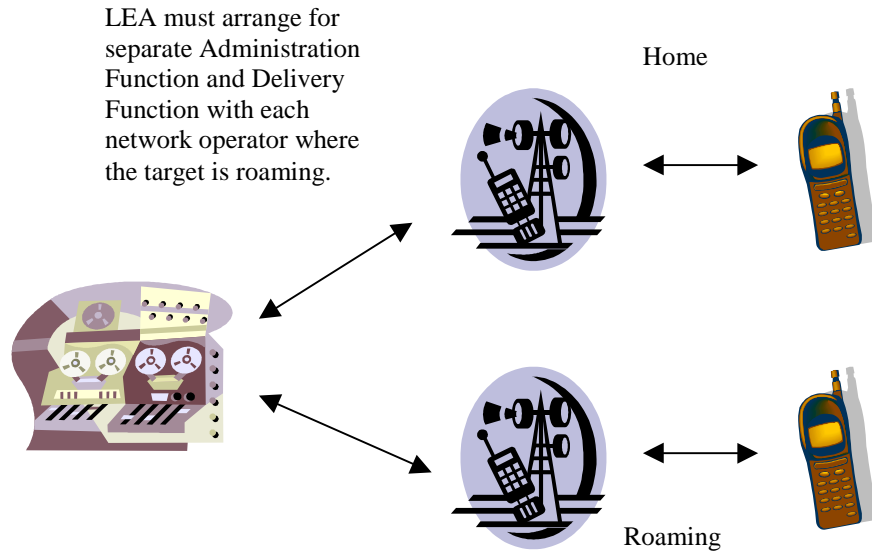 LEA must arrange for
separate Administration
Function and Delivery
Function with each
network operator where
the target is roaming.
Home
Roaming